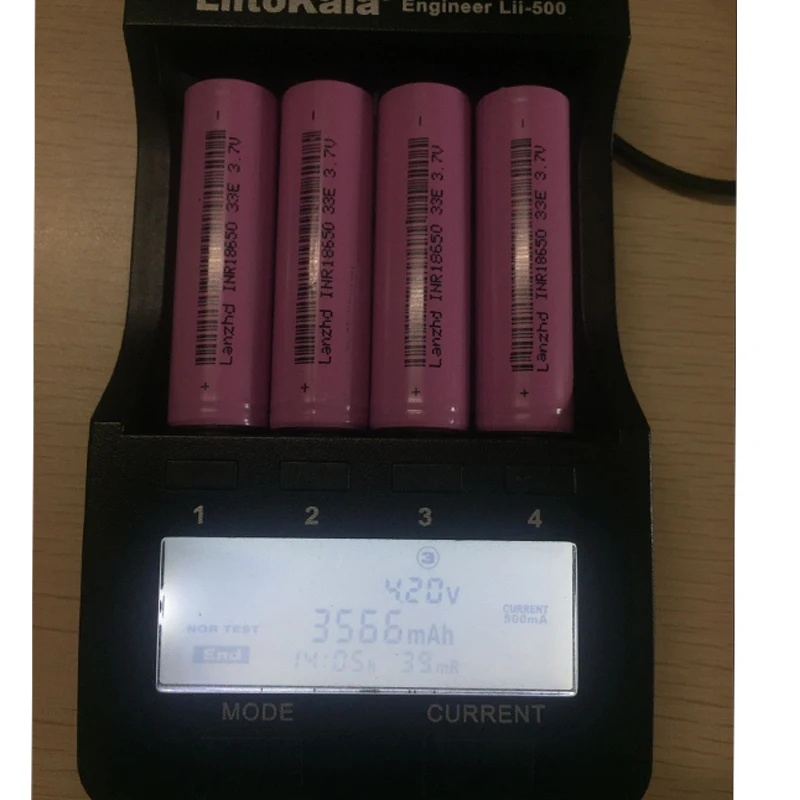 LiitoKala® Engineer Lii-500
Lanzhd INR18650 33E 3.7V
Lanzhd INR18650 33E 3.7V
Lanzhd INR18650 33E 3.7V
Lanzhd INR18650 33E 3.7V
1 2 3 4
3
4.20v
CURRENT
500mA
3566mAh
NOR TEST
End
14:05h 39mR
MODE CURRENT